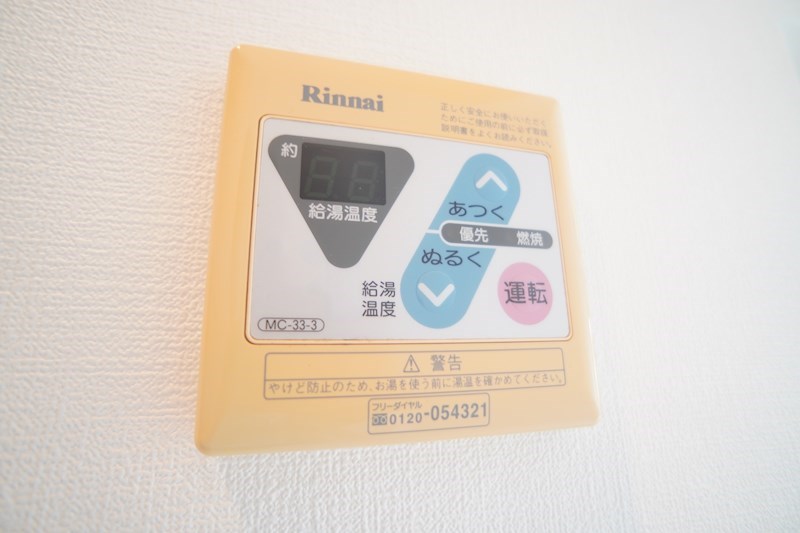 Rinnai
正しく安全にお使いいただく
ためにご使用の前に必ず取扱
説明書をよくお読みください。
約
給湯温度
あつく
優先 燃焼
ぬるく
給湯
温度
運転
MC-33-3
⚠ 警告
やけど防止のため、お湯を使う前に湯温を確かめてください。
フリーダイヤル
0120-054321